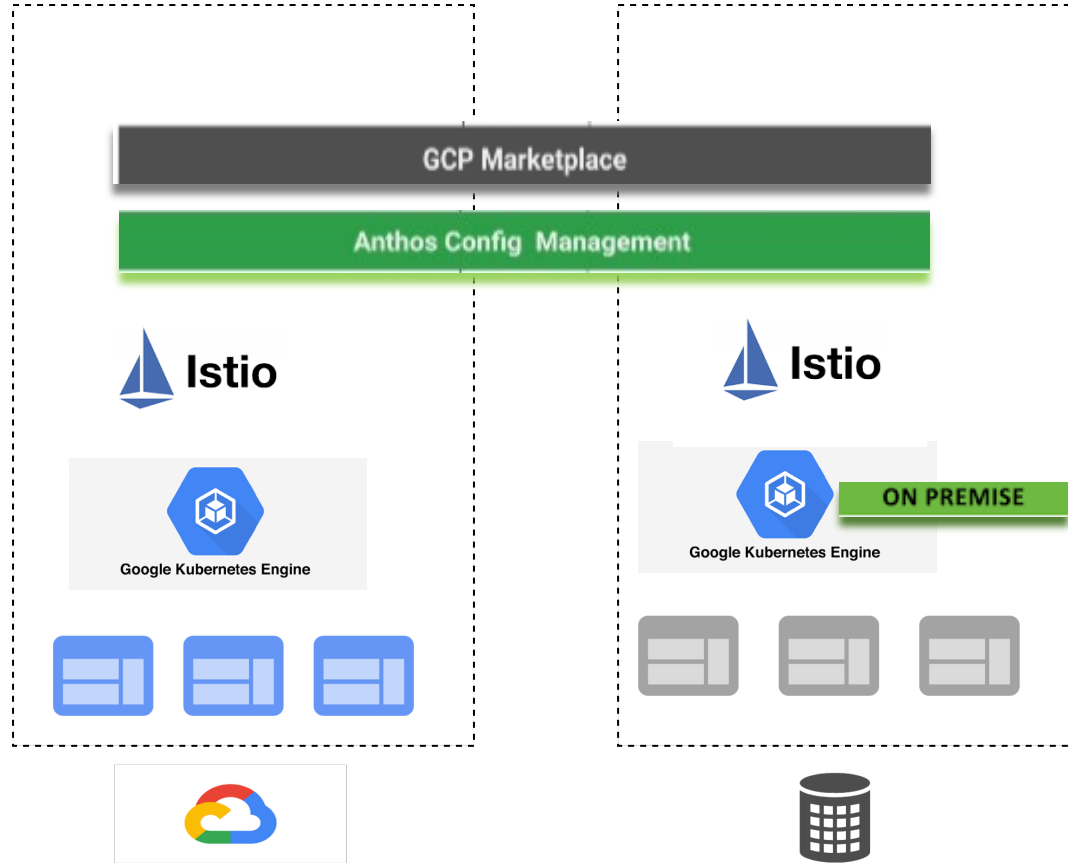 GCP Marketplace
Anthos Config Management
Istio
Istio
Google Kubernetes Engine
ON PREMISE
Google Kubernetes Engine